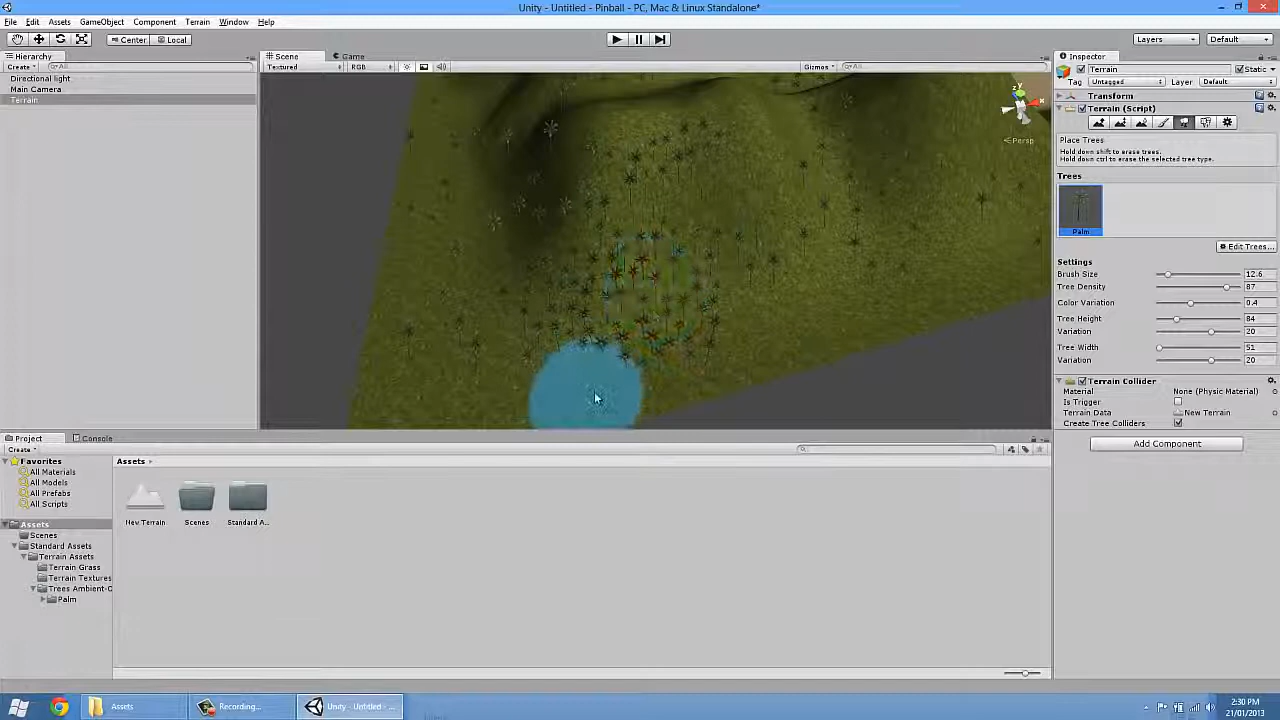 Unity - Untitled - Pinball - PC, Mac & Linux Standalone*
File Edit Assets GameObject Component Terrain Window Help
Center Local Layers Default
Hierarchy Scene Game Inspector
Create All Textured RGB Gizmos All Terrain Static
Directional light
Main Camera
Terrain
Tag Untagged Layer Default
Transform
Terrain (Script)
Place Trees
Hold down shift to erase trees.
Hold down ctrl to erase the selected tree type.
y x z
Persp
Trees
Palm
Edit Trees...
Settings
Brush Size 12.6
Tree Density 87
Color Variation 0.4
Tree Height 84
Variation 20
Tree Width 51
Variation 20
Terrain Collider
Material None (Physic Material)
Is Trigger
Terrain Data New Terrain
Create Tree Colliders
Add Component
Project Console
Create
Favorites
All Materials
All Models
All Prefabs
All Scripts
Assets
Scenes
Standard Assets
Terrain Assets
Terrain Grass
Terrain Textures
Trees Ambient-O
Palm
Assets
New Terrain Scenes Standard A..
Assets Recording... Unity - Untitled - ...
2:30 PM
21/01/2013